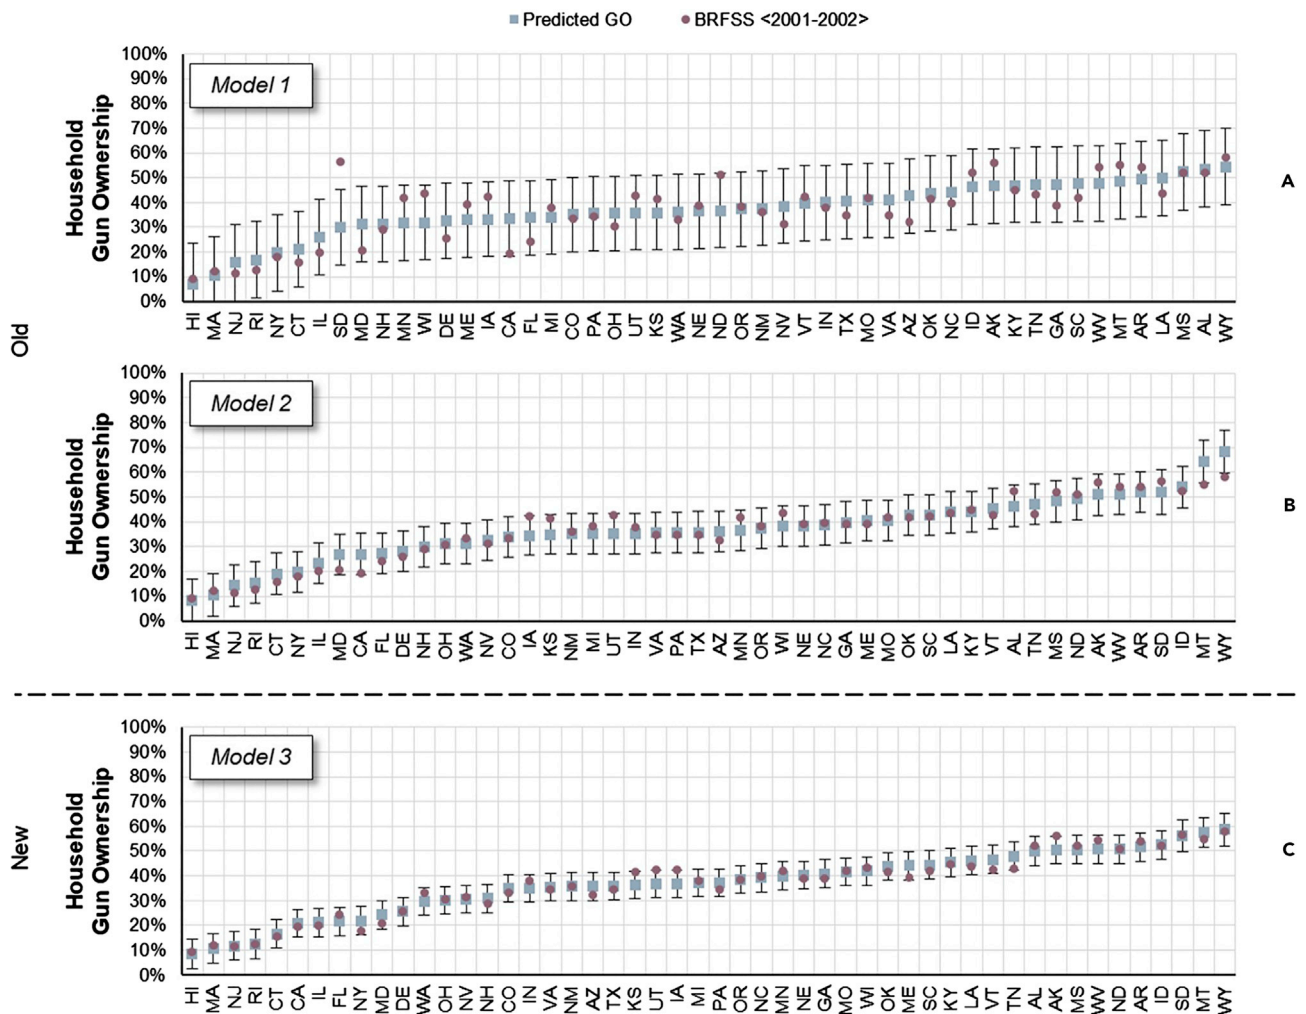 Predicted GO BRFSS <2001-2002>
Old
A
Model 1
Household
Gun Ownership
100%
90%
80%
70%
60%
50%
40%
30%
20%
10%
0%
HI MA NJ RI NY CT IL SD MD NH MN WI DE ME IA CA FL MI CO PA OH UT KS WA NE ND OR NM NV VT IN TX MO VA AZ OK NC ID AK KY TN GA SC WV MT AR LA MS AL WY
B
Model 2
Household
Gun Ownership
100%
90%
80%
70%
60%
50%
40%
30%
20%
10%
0%
HI MA NJ RI CT NY IL MD CA FL DE NH OH WA NV CO IA KS NM MI UT IN VA PA TX AZ MN OR WI NE NC GA ME MO OK SC LA KY VT AL TN MS ND AK WV AR SD ID MT WY
New
C
Model 3
Household
Gun Ownership
100%
90%
80%
70%
60%
50%
40%
30%
20%
10%
0%
HI MA NJ RI CT CA IL FL NY MD DE WA OH NV NH CO IN VA NM AZ TX KS UT IA MI PA OR NC MN NE GA MO WI OK ME SC KY LA VT TN AL AK MS WV ND AR ID SD MT WY